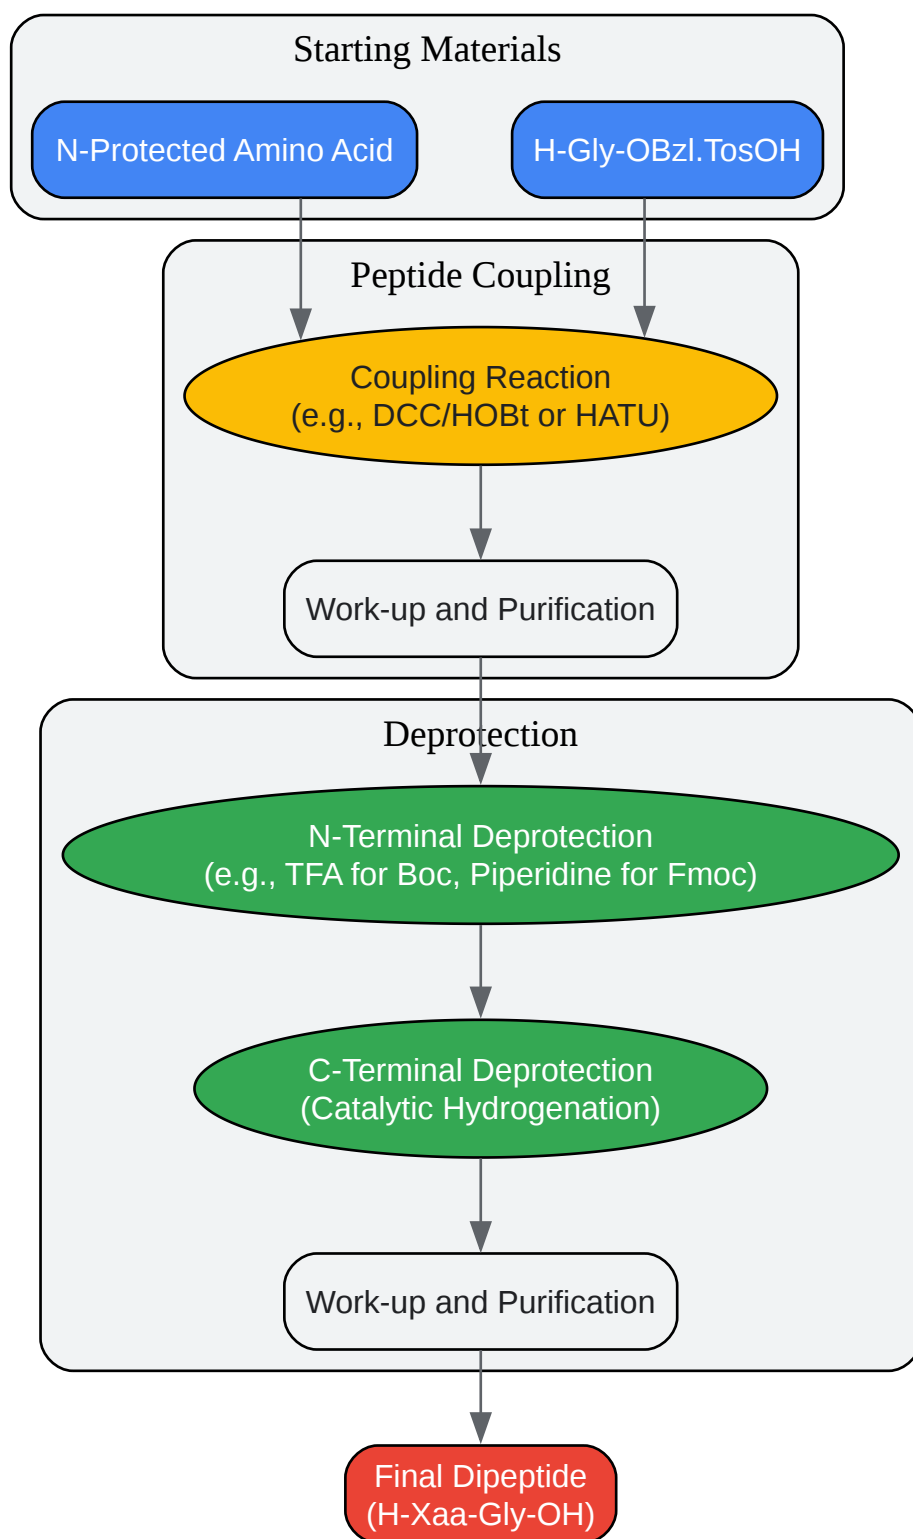 Starting Materials
N-Protected Amino Acid
H-Gly-OBzl.TosOH
Peptide Coupling
Coupling Reaction
(e.g., DCC/HOBt or HATU)
Work-up and Purification
Deprotection
N-Terminal Deprotection
(e.g., TFA for Boc, Piperidine for Fmoc)
C-Terminal Deprotection
(Catalytic Hydrogenation)
Work-up and Purification
Final Dipeptide
(H-Xaa-Gly-OH)